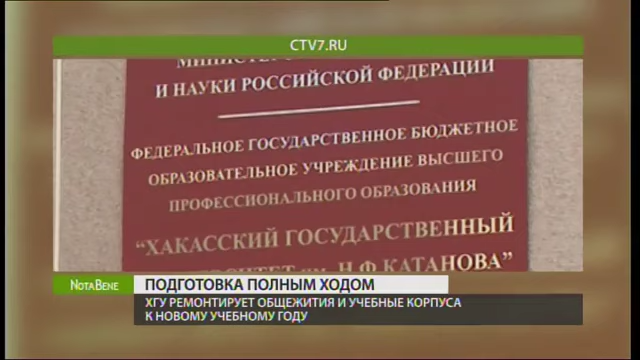 CTV7.RU
И НАУКИ РОССИЙСКОЙ ФЕДЕРАЦИИ
ФЕДЕРАЛЬНОЕ ГОСУДАРСТВЕННОЕ БЮДЖЕТНОЕ
ОБРАЗОВАТЕЛЬНОЕ УЧРЕЖДЕНИЕ ВЫСШЕГО
ПРОФЕССИОНАЛЬНОГО ОБРАЗОВАНИЯ
"ХАКАССКИЙ ГОСУДАРСТВЕННЫЙ
им. Н.Ф.КАТАНОВА"
NOTABENE
ПОДГОТОВКА ПОЛНЫМ ХОДОМ
ХГУ РЕМОНТИРУЕТ ОБЩЕЖИТИЯ И УЧЕБНЫЕ КОРПУСА
К НОВОМУ УЧЕБНОМУ ГОДУ